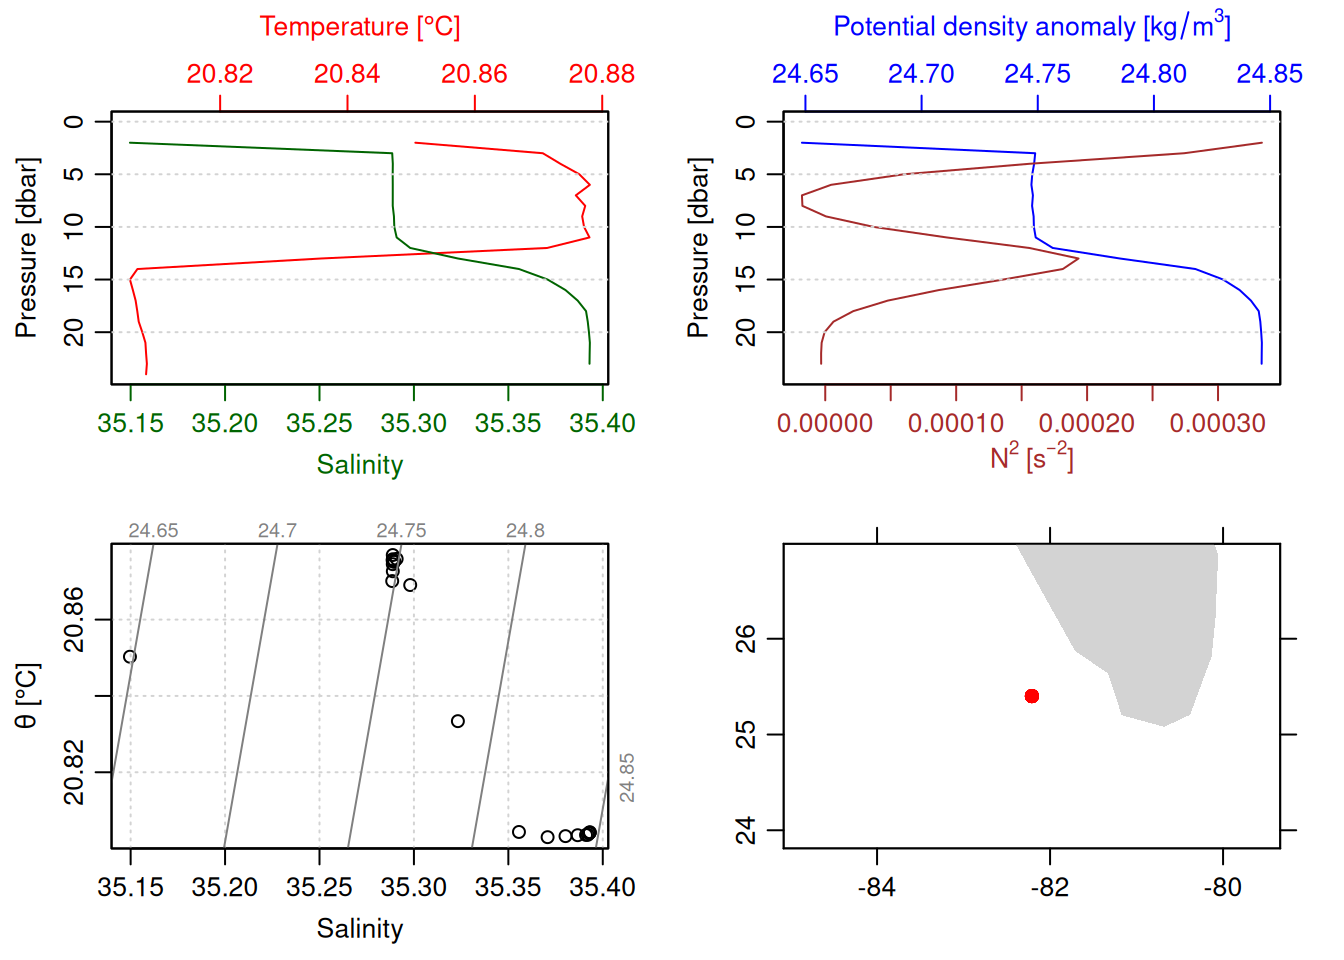 Temperature [°C]
20.82 20.84 20.86 20.88
0
5
10
15
20
Pressure [dbar]
35.15 35.20 35.25 35.30 35.35 35.40
Salinity
Potential density anomaly [kg/m³]
24.65 24.70 24.75 24.80 24.85
0
5
10
15
20
Pressure [dbar]
0.00000 0.00010 0.00020 0.00030
N² [s⁻²]
24.65 24.7 24.75 24.8
24.85
20.86
20.82
θ [°C]
35.15 35.20 35.25 35.30 35.35 35.40
Salinity
26
25
24
-84 -82 -80